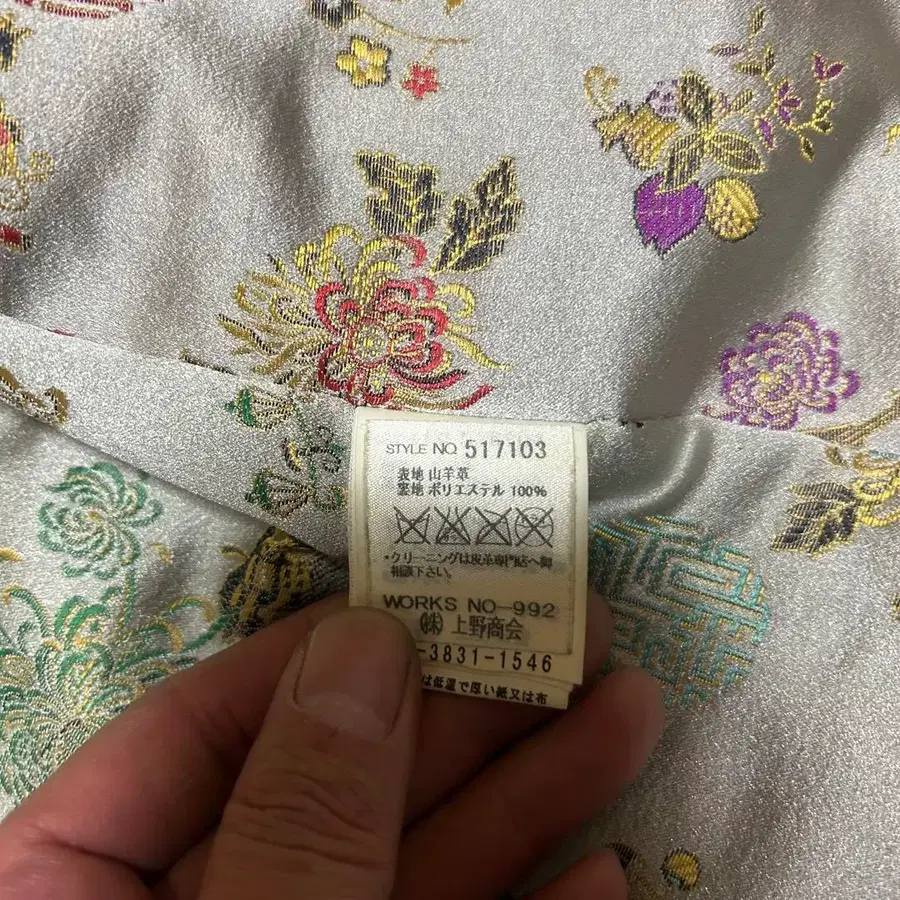 STYLE NO. 517103
表地 山羊革
裏地 ポリエステル 100%
*クリーニングは皮革専門店へ御
相談下さい。
WORKS NO-992
㈱ 上野商会
-3831-1546
は低温で厚い紙又は布